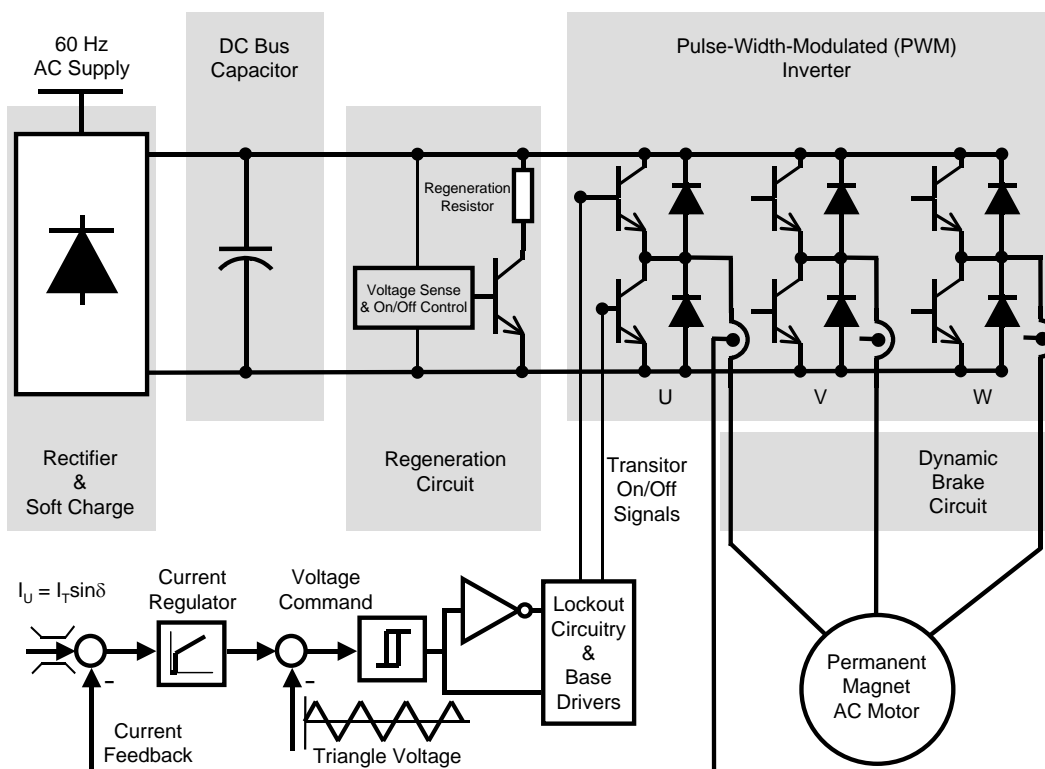 60 Hz
AC Supply
DC Bus
Capacitor
Pulse-Width-Modulated (PWM)
Inverter
Regeneration
Resistor
Voltage Sense
& On/Off Control
U
V
W
Rectifier
&
Soft Charge
Regeneration
Circuit
Transitor
On/Off
Signals
Dynamic
Brake
Circuit
I_U = I_T sinδ
Current
Regulator
Voltage
Command
Lockout
Circuitry
&
Base
Drivers
Permanent
Magnet
AC Motor
-
-
Current
Feedback
Triangle Voltage